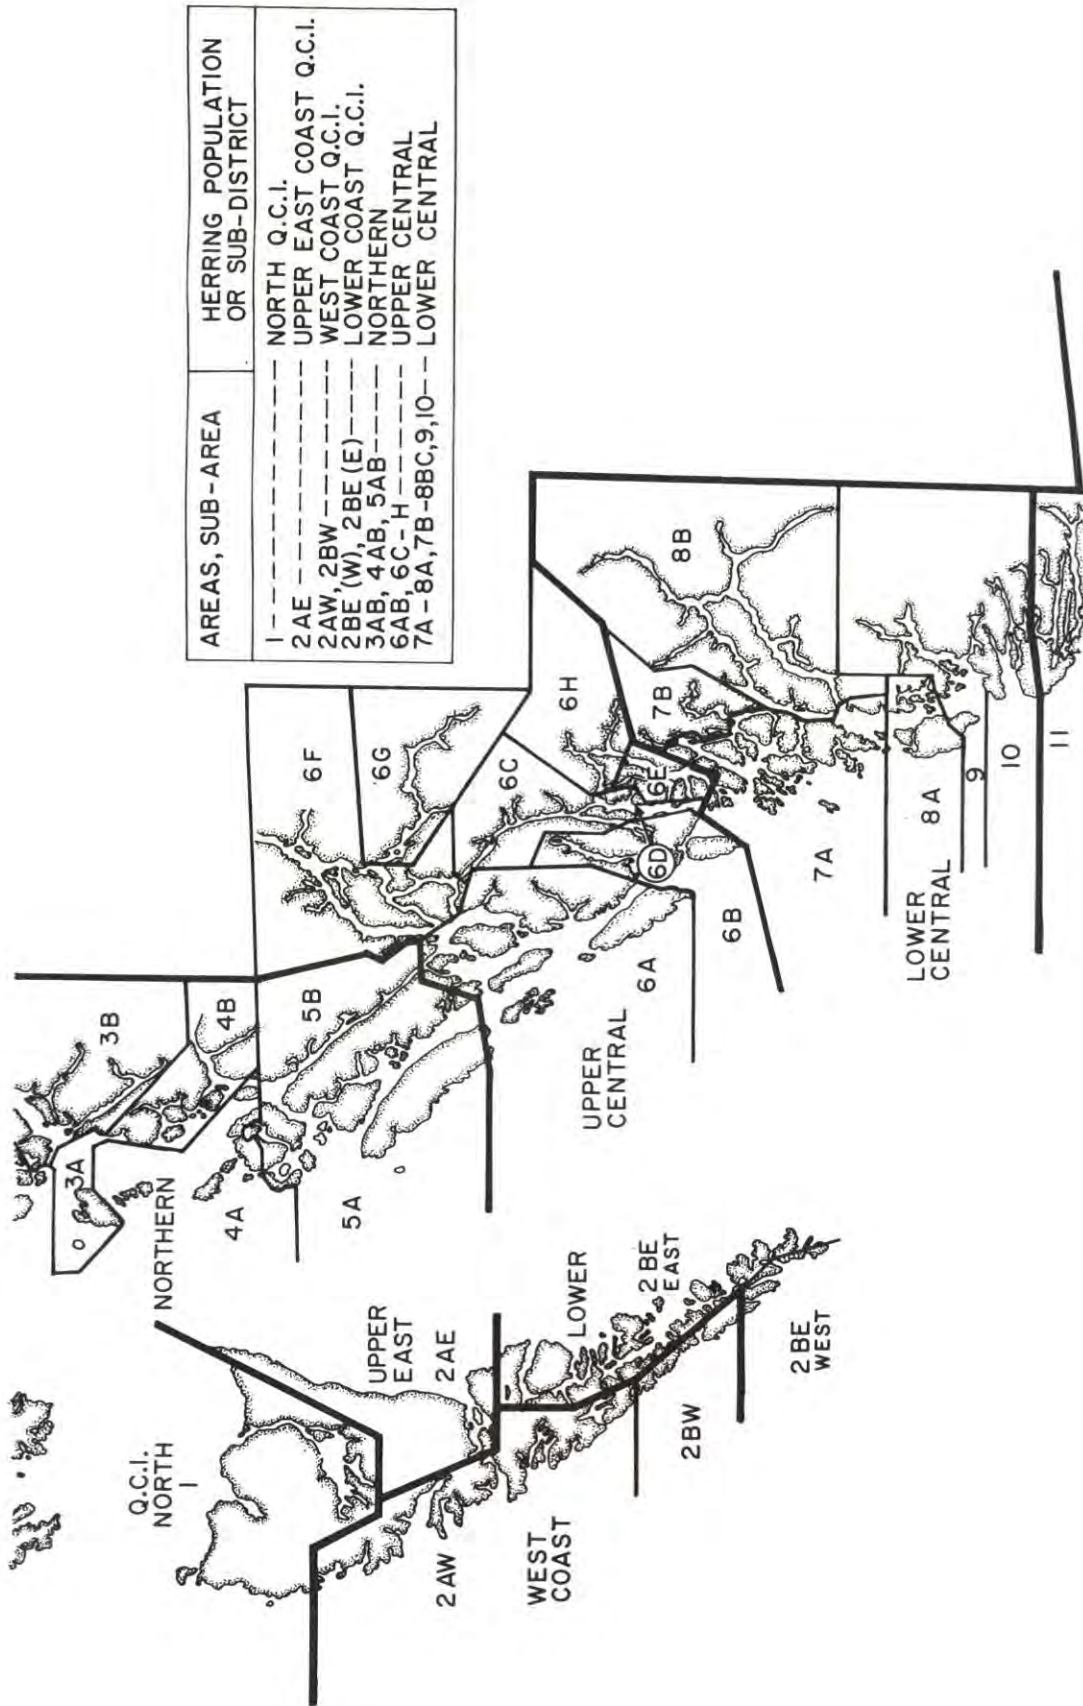 AREAS, SUB-AREA
HERRING POPULATION
OR SUB-DISTRICT
1 ------------ NORTH Q.C.I.
2AE ---------- UPPER EAST COAST Q.C.I.
2AW, 2BW ------- WEST COAST Q.C.I.
2BE (W), 2BE (E) ----- LOWER COAST Q.C.I.
3AB, 4AB, 5AB ------ NORTHERN
6AB, 6C-H -------- UPPER CENTRAL
7A-8A, 7B-8BC, 9, 10 --- LOWER CENTRAL
Q.C.I.
NORTH
1
NORTHERN
3A
3B
4A
4B
5A
5B
6F
6G
6C
6H
6E
6D
6A
6B
UPPER
CENTRAL
7B
8B
7A
LOWER
CENTRAL
8A
9
10
11
UPPER
EAST
2AE
2AW
WEST
COAST
LOWER
2 BE
EAST
2BW
2 BE
WEST